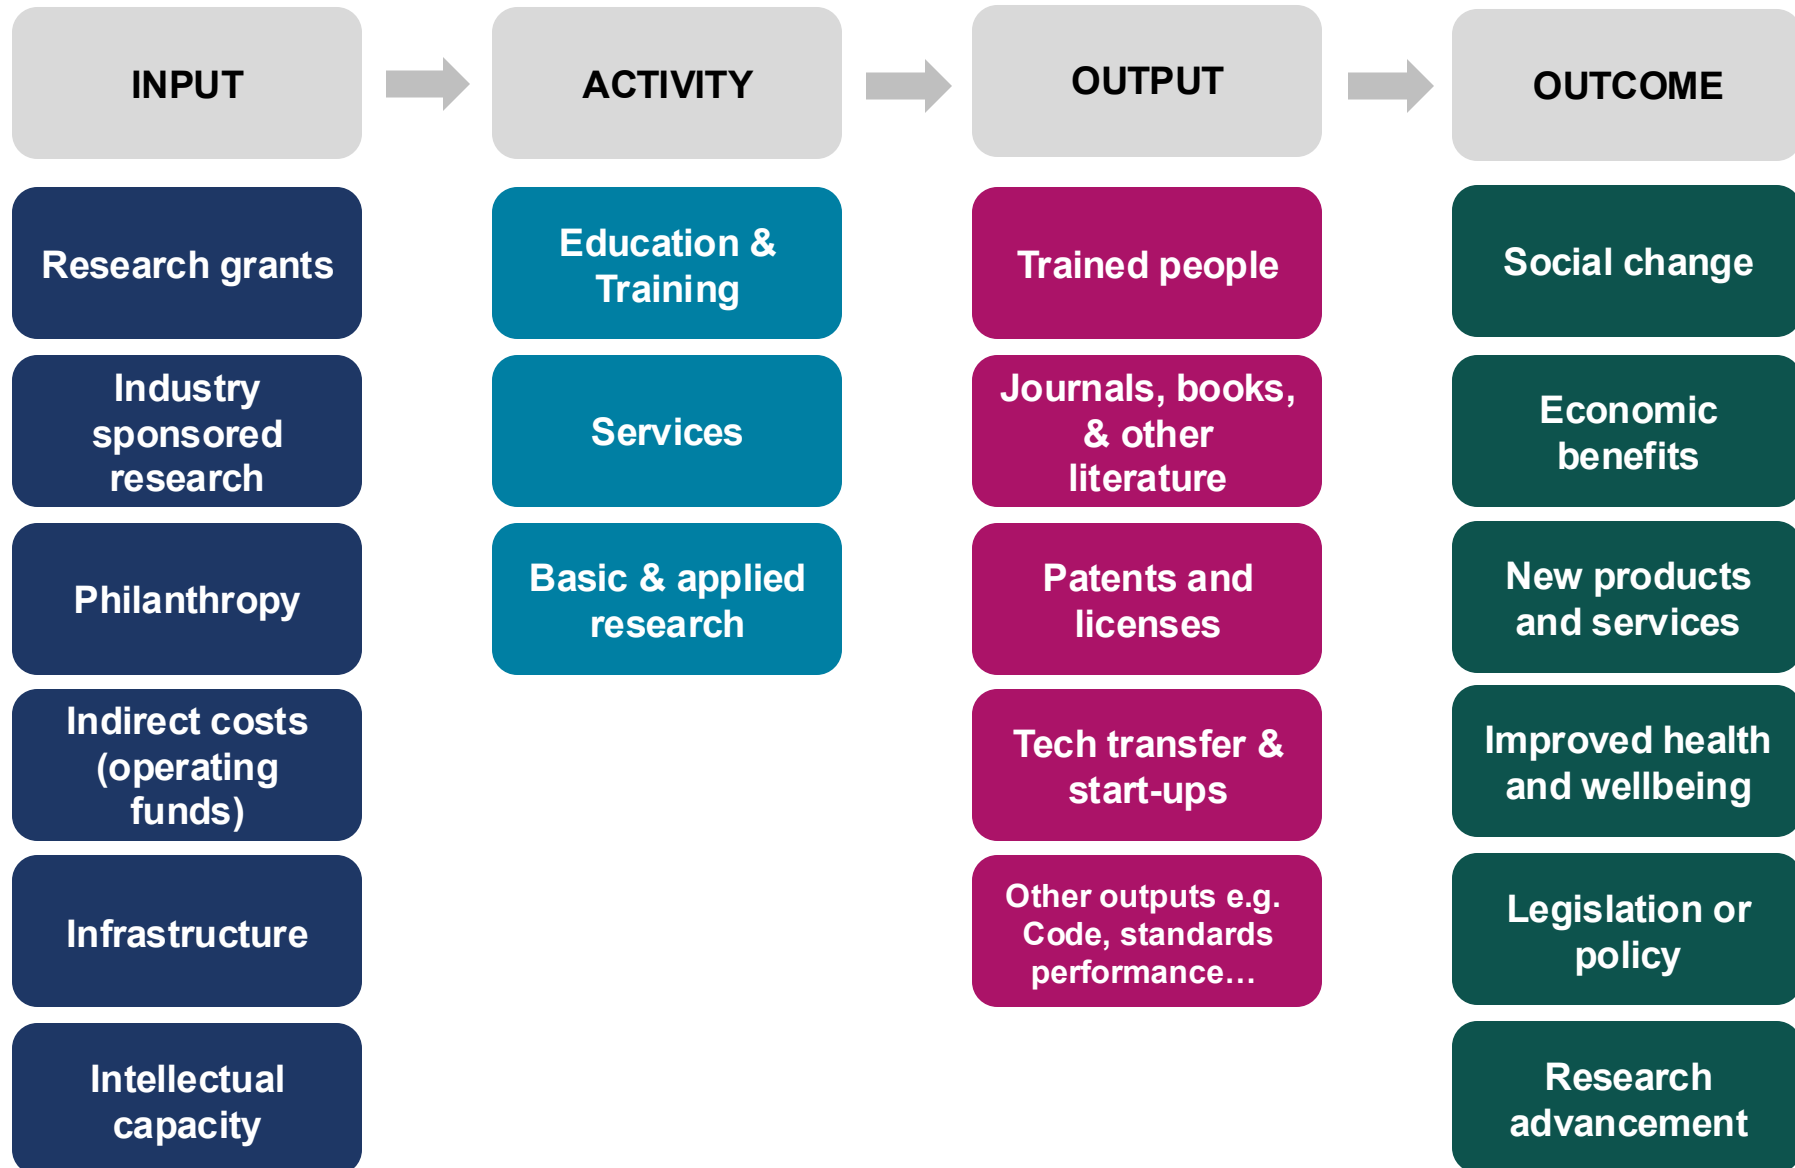 INPUT
ACTIVITY
OUTPUT
OUTCOME
Research grants
Industry
sponsored
research
Philanthropy
Indirect costs
(operating
funds)
Infrastructure
Intellectual
capacity
Education &
Training
Services
Basic & applied
research
Trained people
Journals, books,
& other
literature
Patents and
licenses
Tech transfer &
start-ups
Other outputs e.g.
Code, standards
performance…
Social change
Economic
benefits
New products
and services
Improved health
and wellbeing
Legislation or
policy
Research
advancement